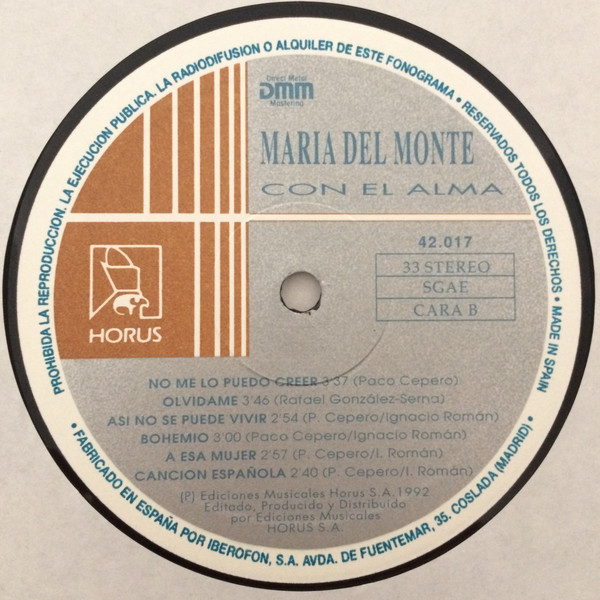 PROHIBIDA LA REPRODUCCION. LA EJECUCION PUBLICA. LA RADIODIFUSION O ALQUILER DE ESTE FONOGRAMA • RESERVADOS TODOS LOS DERECHOS • MADE IN SPAIN
Direct Metal
DMM
Mastering
MARIA DEL MONTE
CON EL ALMA
42.017
33 STEREO
SGAE
CARA B
HORUS
NO ME LO PUEDO CREER 3'37 (Paco Cepero)
OLVIDAME 3'46 (Rafael González-Serna)
ASI NO SE PUEDE VIVIR 2'54 (P. Cepero/Ignacio Román)
BOHEMIO 3'00 (Paco Cepero/Ignacio Román)
A ESA MUJER 2'57 (P. Cepero/I. Román)
CANCION ESPAÑOLA 2'40 (P. Cepero/I. Román)
(P) Ediciones Musicales Horus S.A. 1992
Editado, Producido y Distribuído
por Ediciones Musicales
HORUS S.A.
• FABRICADO EN ESPAÑA POR IBEROFON, S.A. AVDA. DE FUENTEMAR, 35. COSLADA (MADRID) •